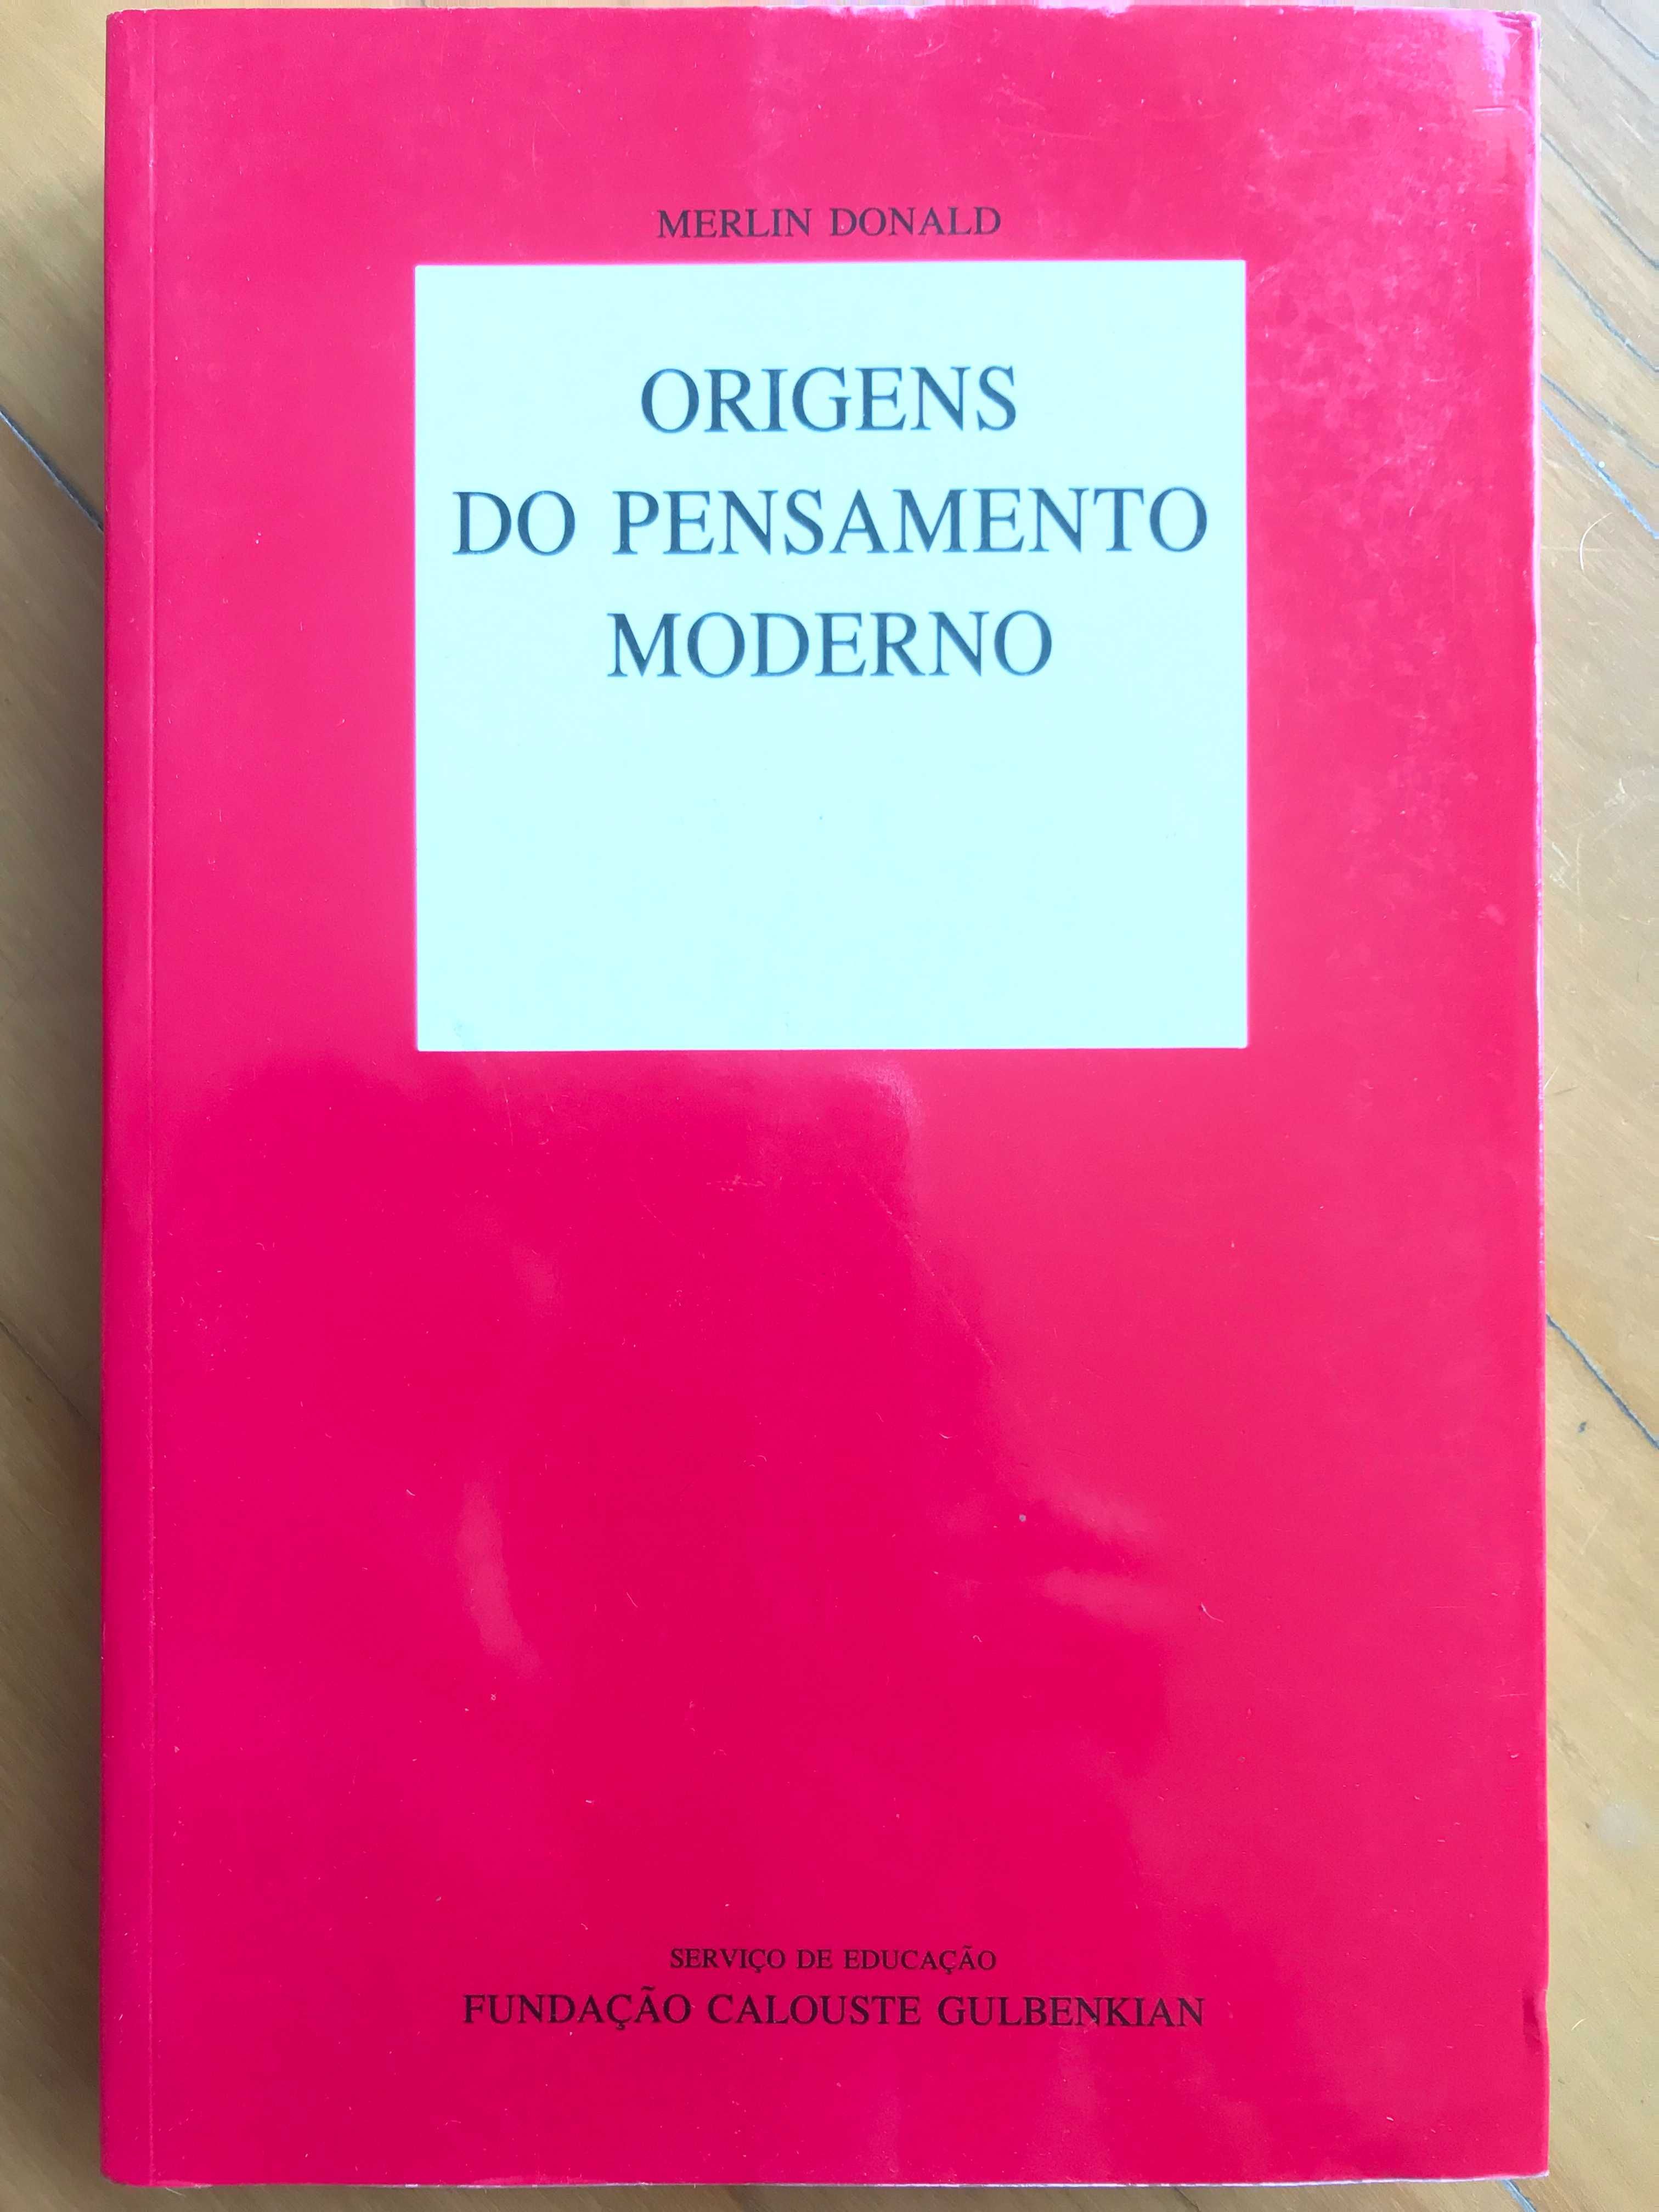 MERLIN DONALD
ORIGENS
DO PENSAMENTO
MODERNO
SERVIÇO DE EDUCAÇÃO
FUNDAÇÃO CALOUSTE GULBENKIAN